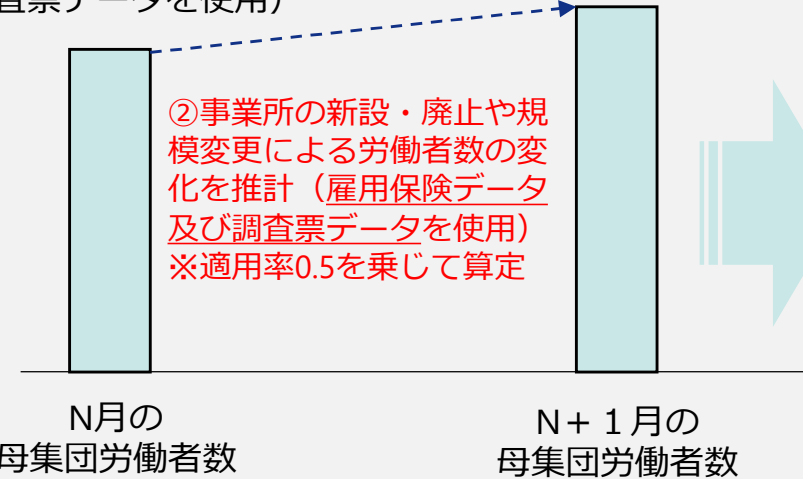 査票データを使用）
②事業所の新設・廃止や規
模変更による労働者数の変
化を推計（雇用保険データ
及び調査票データを使用）
※適用率0.5を乗じて算定
N月の
母集団労働者数
N＋１月の
母集団労働者数